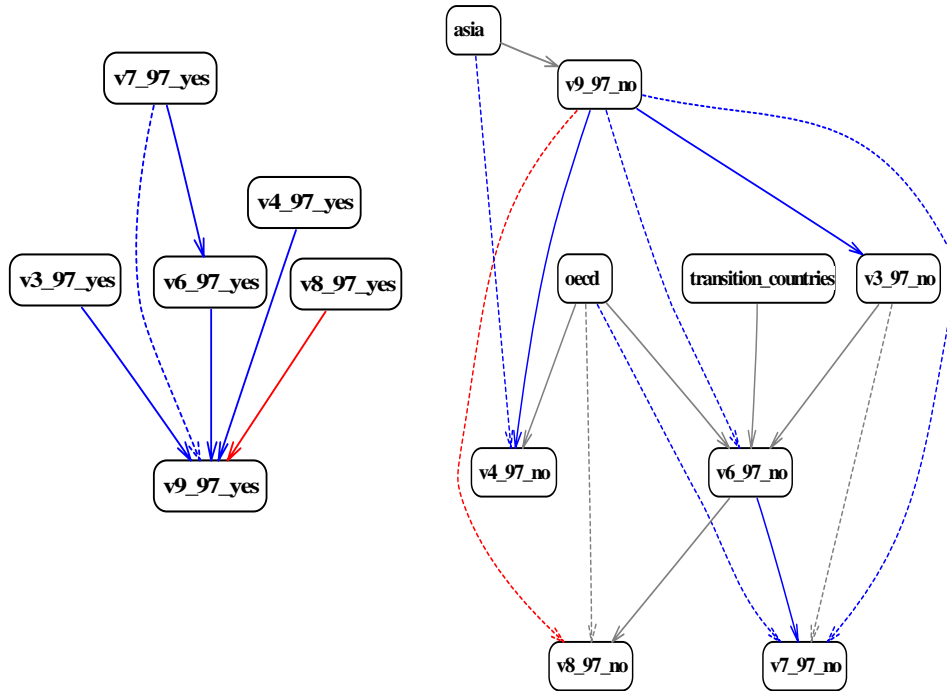 v7_97_yes
v4_97_yes
v3_97_yes
v6_97_yes
v8_97_yes
v9_97_yes
asia
v9_97_no
oecd
transition_countries
v3_97_no
v4_97_no
v6_97_no
v8_97_no
v7_97_no